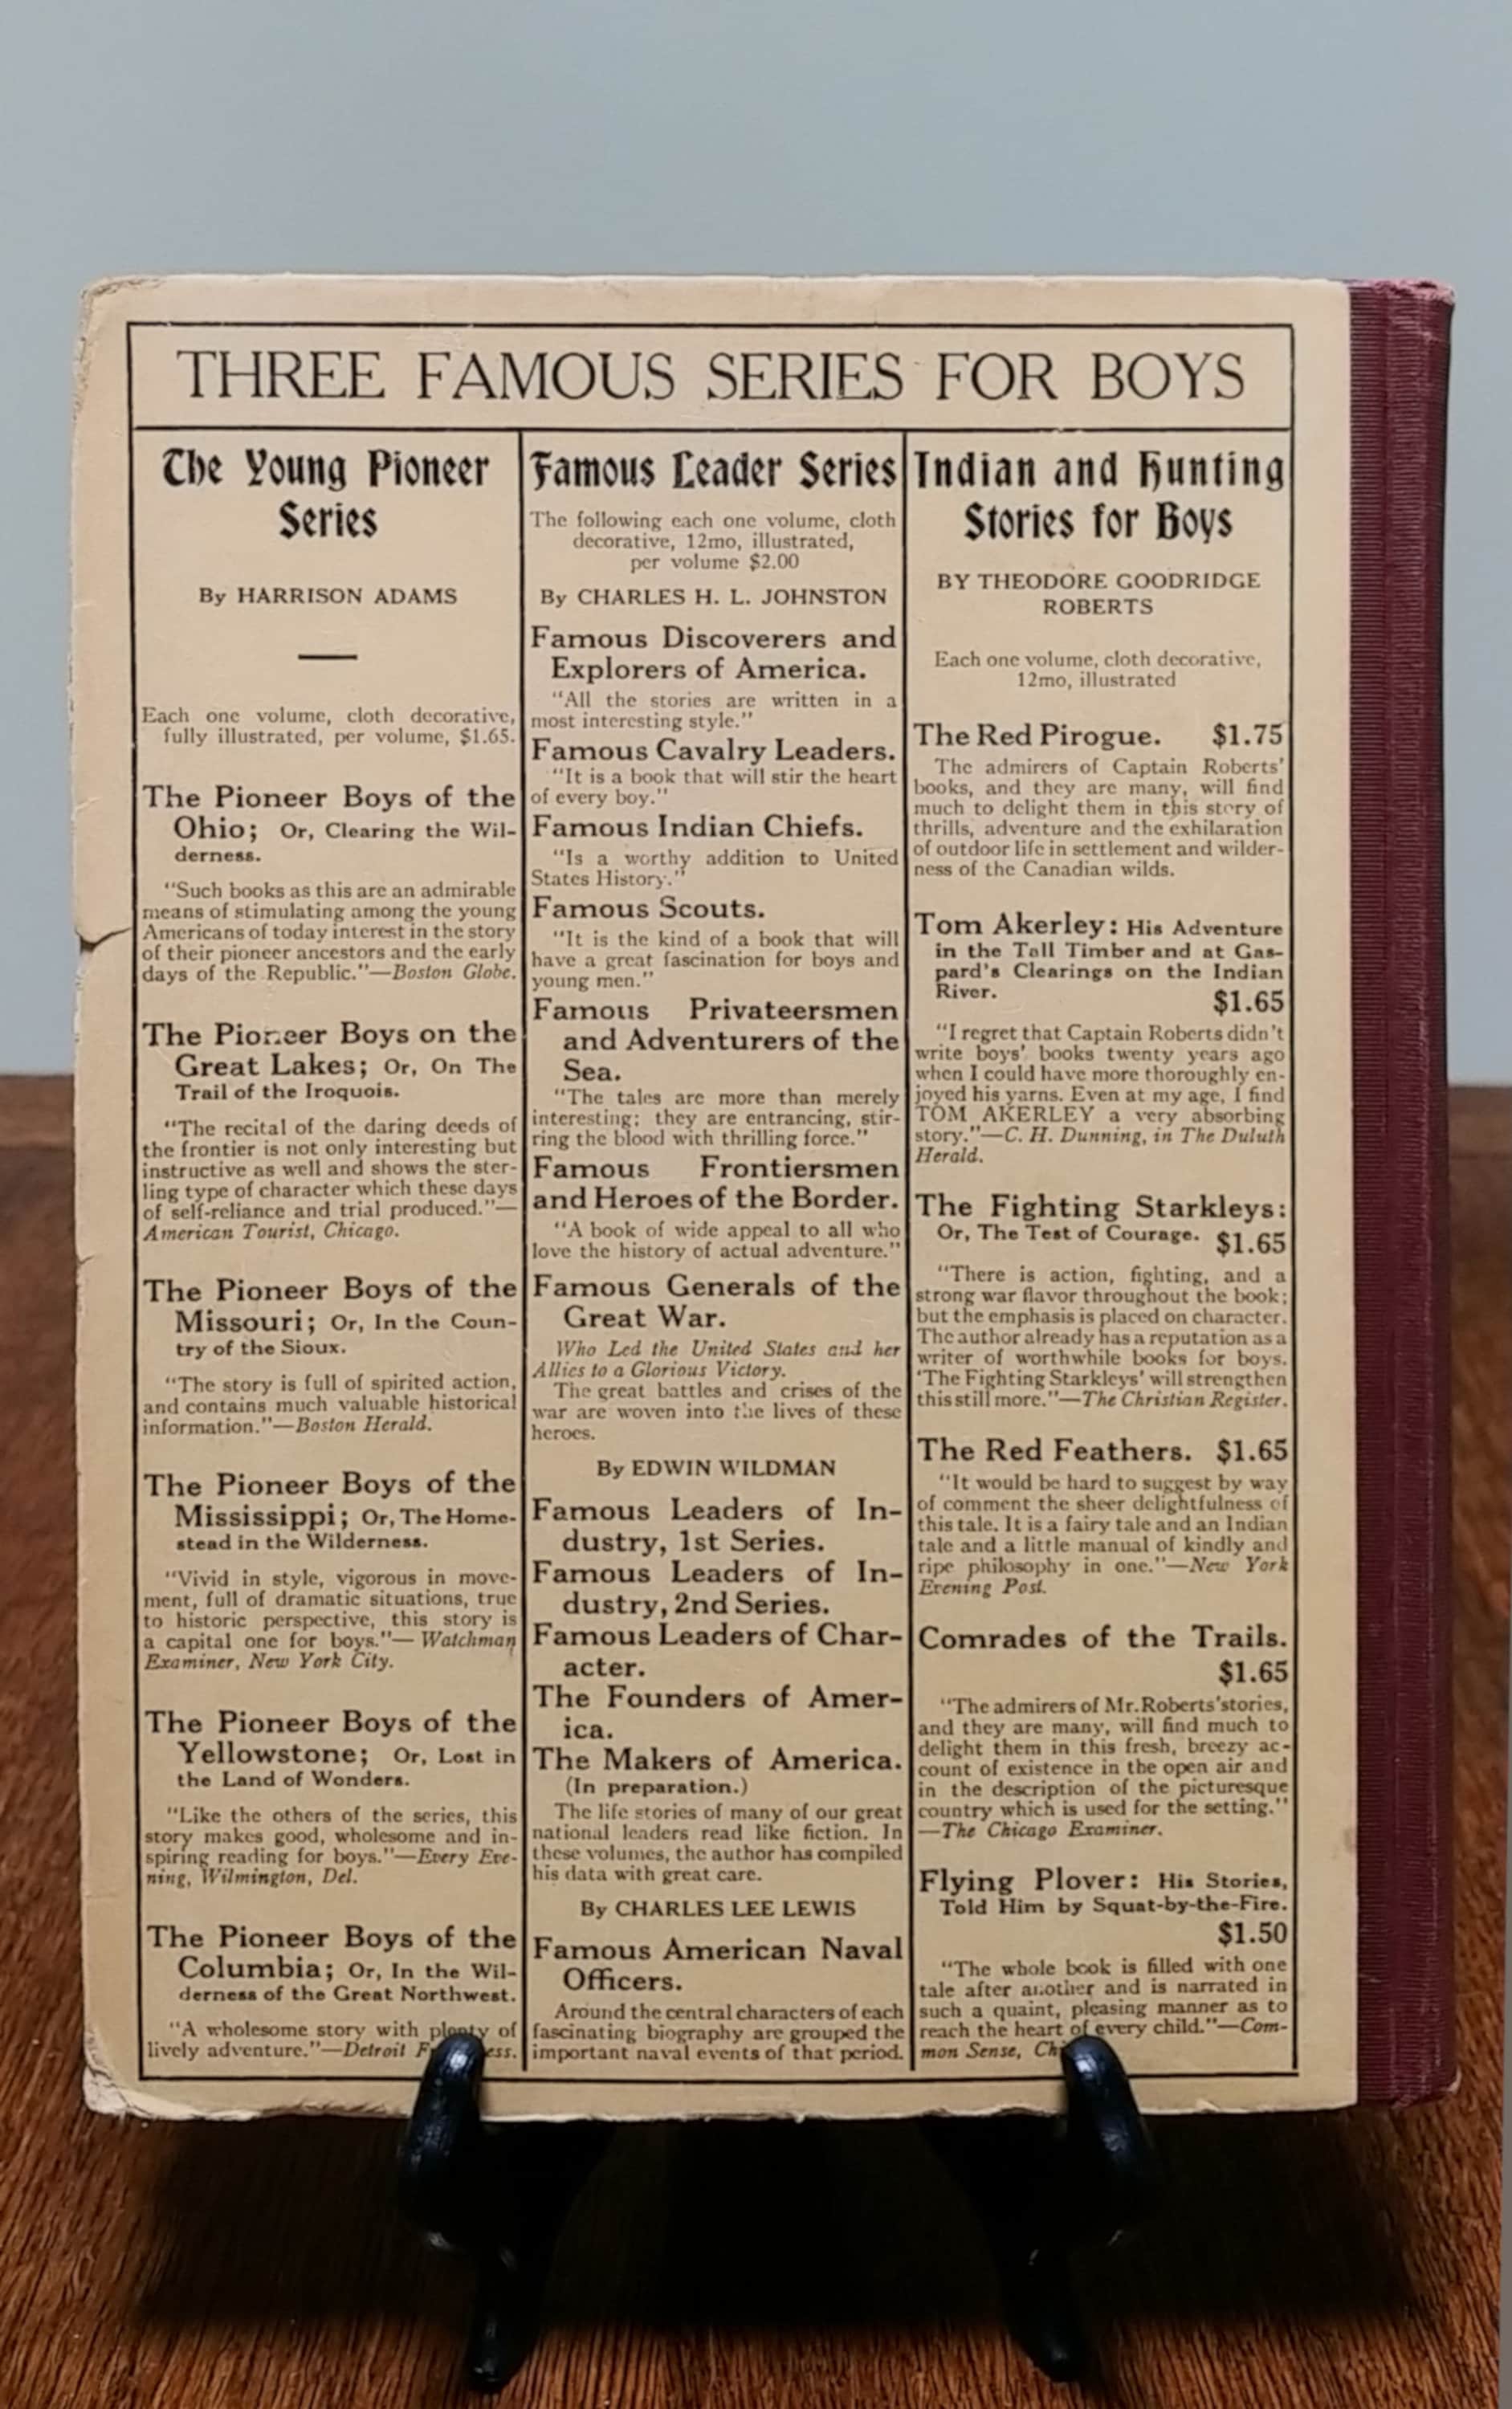 THREE FAMOUS SERIES FOR BOYS
The Young Pioneer
Series
By HARRISON ADAMS
Each one volume, cloth decorative,
fully illustrated, per volume, $1.65.
The Pioneer Boys of the
Ohio; Or, Clearing the Wil-
derness.
"Such books as this are an admirable
means of stimulating among the young
Americans of today interest in the story
of their pioneer ancestors and the early
days of the Republic."—Boston Globe.
The Pioneer Boys on the
Great Lakes; Or, On The
Trail of the Iroquois.
"The recital of the daring deeds of
the frontier is not only interesting but
instructive as well and shows the ster-
ling type of character which these days
of self-reliance and trial produced."—
American Tourist, Chicago.
The Pioneer Boys of the
Missouri; Or, In the Coun-
try of the Sioux.
"The story is full of spirited action,
and contains much valuable historical
information."—Boston Herald.
The Pioneer Boys of the
Mississippi; Or, The Home-
stead in the Wilderness.
"Vivid in style, vigorous in move-
ment, full of dramatic situations, true
to historic perspective, this story is
a capital one for boys."—Watchman
Examiner, New York City.
The Pioneer Boys of the
Yellowstone; Or, Lost in
the Land of Wonders.
"Like the others of the series, this
story makes good, wholesome and in-
spiring reading for boys."—Every Eve-
ning, Wilmington, Del.
The Pioneer Boys of the
Columbia; Or, In the Wil-
derness of the Great Northwest.
"A wholesome story with plenty of
lively adventure."—Detroit
Famous Leader Series
The following each one volume, cloth
decorative, 12mo, illustrated,
per volume $2.00
By CHARLES H. L. JOHNSTON
Famous Discoverers and
Explorers of America.
"All the stories are written in a
most interesting style."
Famous Cavalry Leaders.
"It is a book that will stir the heart
of every boy."
Famous Indian Chiefs.
"Is a worthy addition to United
States History."
Famous Scouts.
"It is the kind of a book that will
have a great fascination for boys and
young men."
Famous Privateersmen
and Adventurers of the
Sea.
"The tales are more than merely
interesting; they are entrancing, stir-
ring the blood with thrilling force."
Famous Frontiersmen
and Heroes of the Border.
"A book of wide appeal to all who
love the history of actual adventure."
Famous Generals of the
Great War.
Who Led the United States and her
Allies to a Glorious Victory.
The great battles and crises of the
war are woven into the lives of these
heroes.
By EDWIN WILDMAN
Famous Leaders of In-
dustry, 1st Series.
Famous Leaders of In-
dustry, 2nd Series.
Famous Leaders of Char-
acter.
The Founders of Amer-
ica.
The Makers of America.
(In preparation.)
The life stories of many of our great
national leaders read like fiction. In
these volumes, the author has compiled
his data with great care.
By CHARLES LEE LEWIS
Famous American Naval
Officers.
Around the central characters of each
fascinating biography are grouped the
important naval events of that period.
Indian and Hunting
Stories for Boys
BY THEODORE GOODRIDGE
ROBERTS
Each one volume, cloth decorative,
12mo, illustrated
The Red Pirogue. $1.75
The admirers of Captain Roberts'
books, and they are many, will find
much to delight them in this story of
thrills, adventure and the exhilaration
of outdoor life in settlement and wilder-
ness of the Canadian wilds.
Tom Akerley: His Adventure
in the Tall Timber and at Gas-
pard's Clearings on the Indian
River. $1.65
"I regret that Captain Roberts didn't
write boys' books twenty years ago
when I could have more thoroughly en-
joyed his yarns. Even at my age, I find
TOM AKERLEY a very absorbing
story."—C. H. Dunning, in The Duluth
Herald.
The Fighting Starkleys:
Or, The Test of Courage. $1.65
"There is action, fighting, and a
strong war flavor throughout the book;
but the emphasis is placed on character.
The author already has a reputation as a
writer of worthwhile books for boys.
'The Fighting Starkleys' will strengthen
this still more."—The Christian Register.
The Red Feathers. $1.65
"It would be hard to suggest by way
of comment the sheer delightfulness of
this tale. It is a fairy tale and an Indian
tale and a little manual of kindly and
ripe philosophy in one."—New York
Evening Post.
Comrades of the Trails.
$1.65
"The admirers of Mr. Roberts' stories,
and they are many, will find much to
delight them in this fresh, breezy ac-
count of existence in the open air and
in the description of the picturesque
country which is used for the setting."
—The Chicago Examiner.
Flying Plover: His Stories,
Told Him by Squat-by-the-Fire.
$1.50
"The whole book is filled with one
tale after another and is narrated in
such a quaint, pleasing manner as to
reach the heart of every child."—Com-
mon Sense,